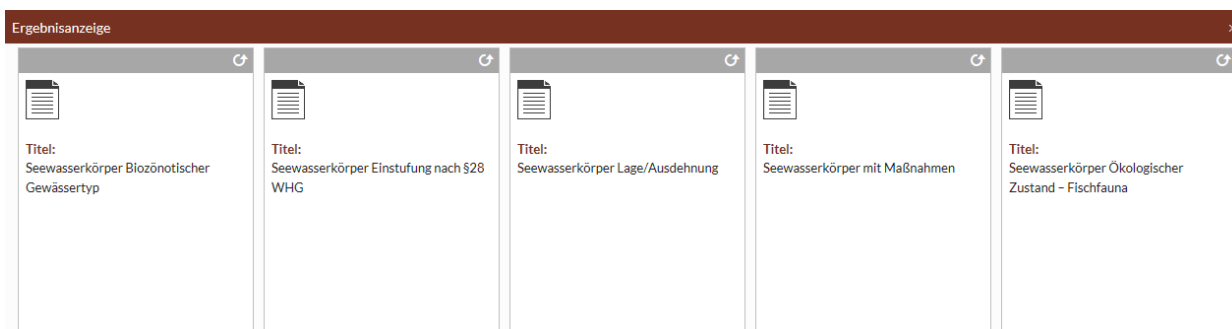 Ergebnisanzeige
Titel:
Seewasserkörper Biozönotischer
Gewässertyp
Titel:
Seewasserkörper Einstufung nach §28
WHG
Titel:
Seewasserkörper Lage/Ausdehnung
Titel:
Seewasserkörper mit Maßnahmen
Titel:
Seewasserkörper Ökologischer
Zustand – Fischfauna